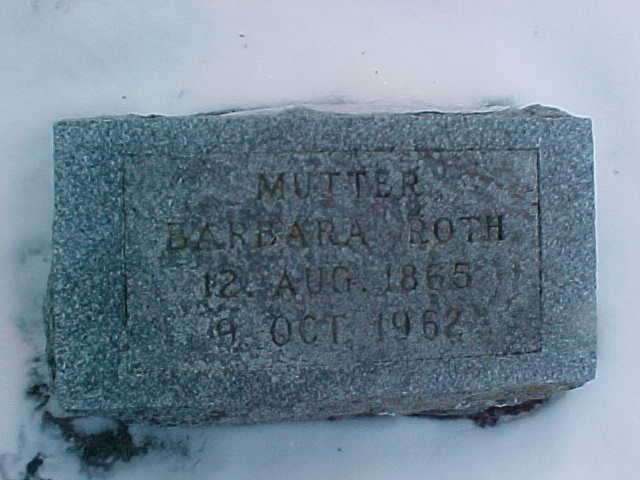 MUTTER
BARBARA ROTH
12. AUG. 1865
9. OCT. 1962